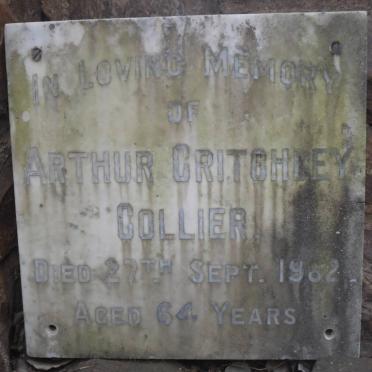 IN LOVING MEMORY
OF
ARTHUR CRITCHLEY
COLLIER.
DIED 27TH SEPT. 1962.
AGED 64 YEARS